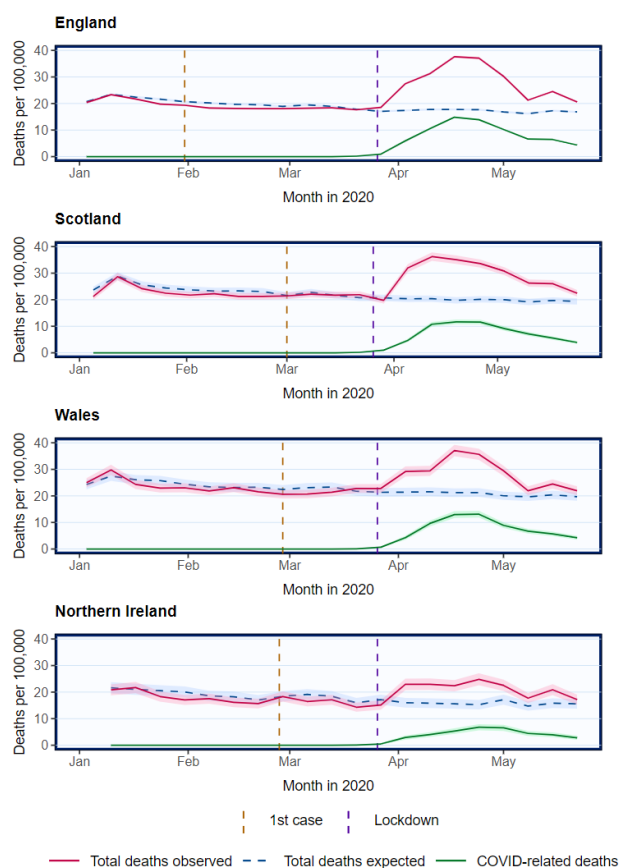 England
Deaths per 100,000
40
30
20
10
0
Jan Feb Mar Apr May
Month in 2020
Scotland
Deaths per 100,000
40
30
20
10
0
Jan Feb Mar Apr May
Month in 2020
Wales
Deaths per 100,000
40
30
20
10
0
Jan Feb Mar Apr May
Month in 2020
Northern Ireland
Deaths per 100,000
40
30
20
10
0
Jan Feb Mar Apr May
Month in 2020
1st case Lockdown
Total deaths observed Total deaths expected COVID-related deaths